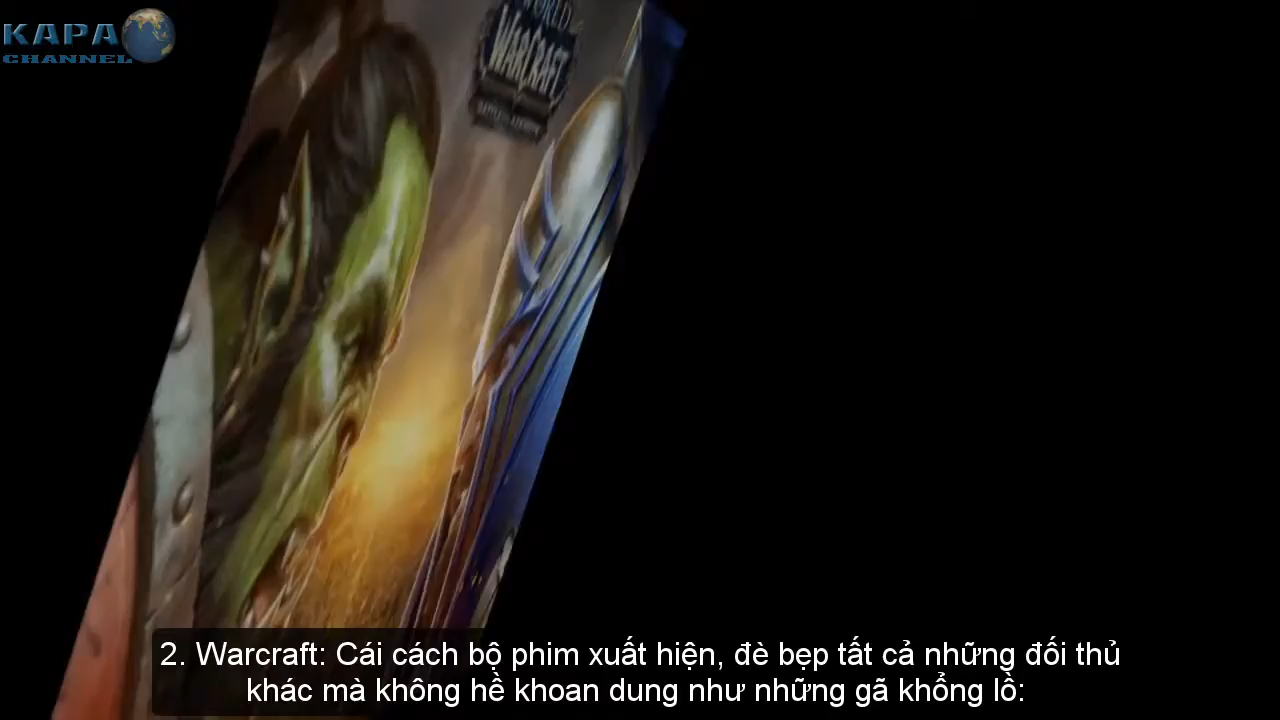 KAPA
CHANNEL
WORLD
WARCRAFT
2. Warcraft: Cái cách bộ phim xuất hiện, đè bẹp tất cả những đối thủ
khác mà không hề khoan dung như những gã khổng lồ: